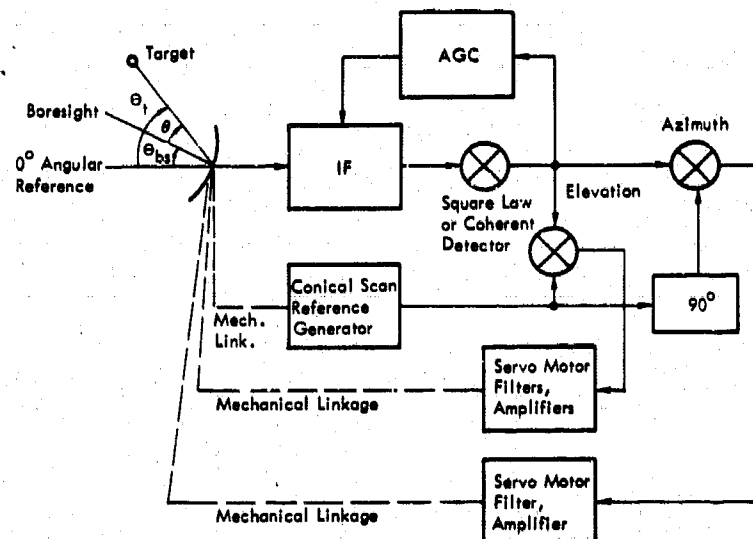 Target
AGC
Θt
Boresight
θ
Azimuth
0° Angular
Reference
Θbs
IF
Elevation
Square Law
or Coherent
Detector
Conical Scan
Reference
Generator
90°
Mech.
Link.
Servo Motor
Filters,
Amplifiers
Mechanical Linkage
Servo Motor
Filter,
Amplifier
Mechanical Linkage